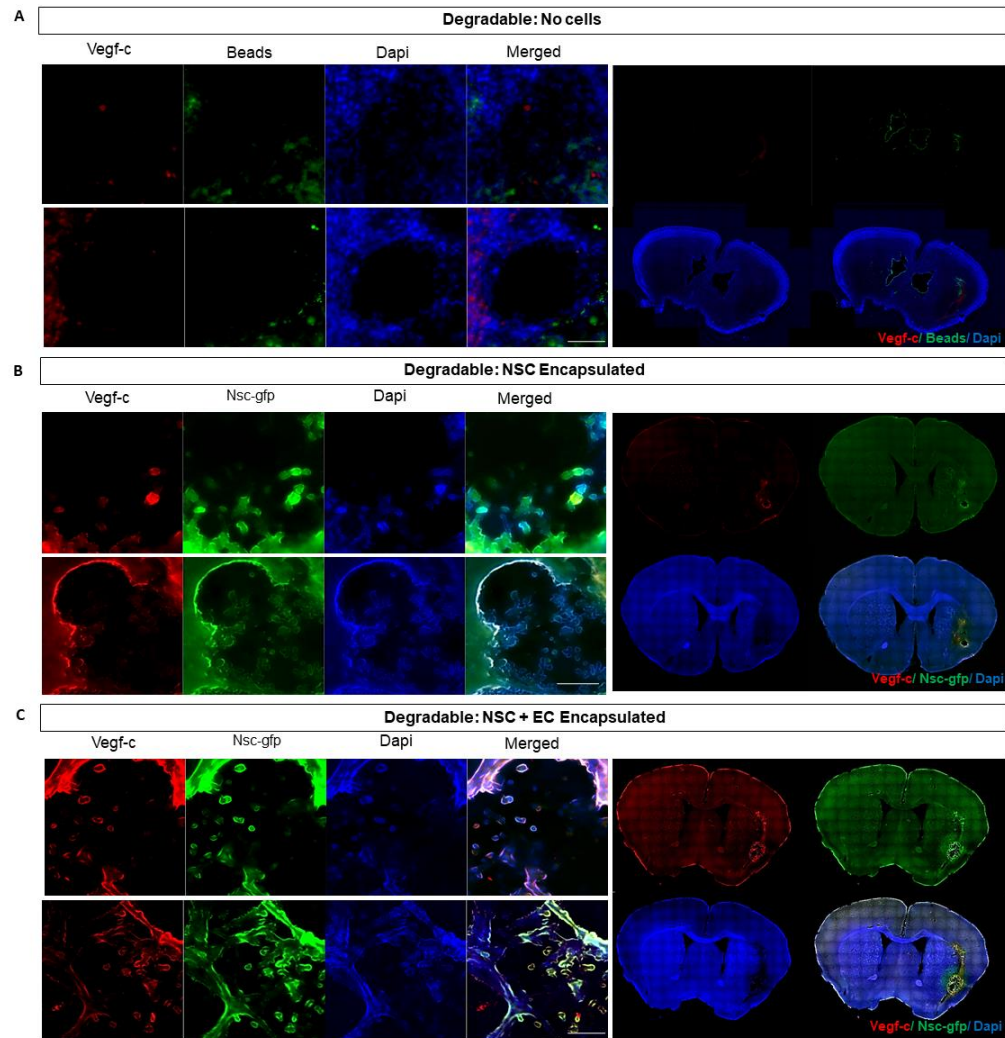 A
Degradable: No cells
Vegf-c Beads Dapi Merged
Vegf-c/ Beads/ Dapi
B
Degradable: NSC Encapsulated
Vegf-c Nsc-gfp Dapi Merged
Vegf-c/ Nsc-gfp/ Dapi
C
Degradable: NSC + EC Encapsulated
Vegf-c Nsc-gfp Dapi Merged
Vegf-c/ Nsc-gfp/ Dapi